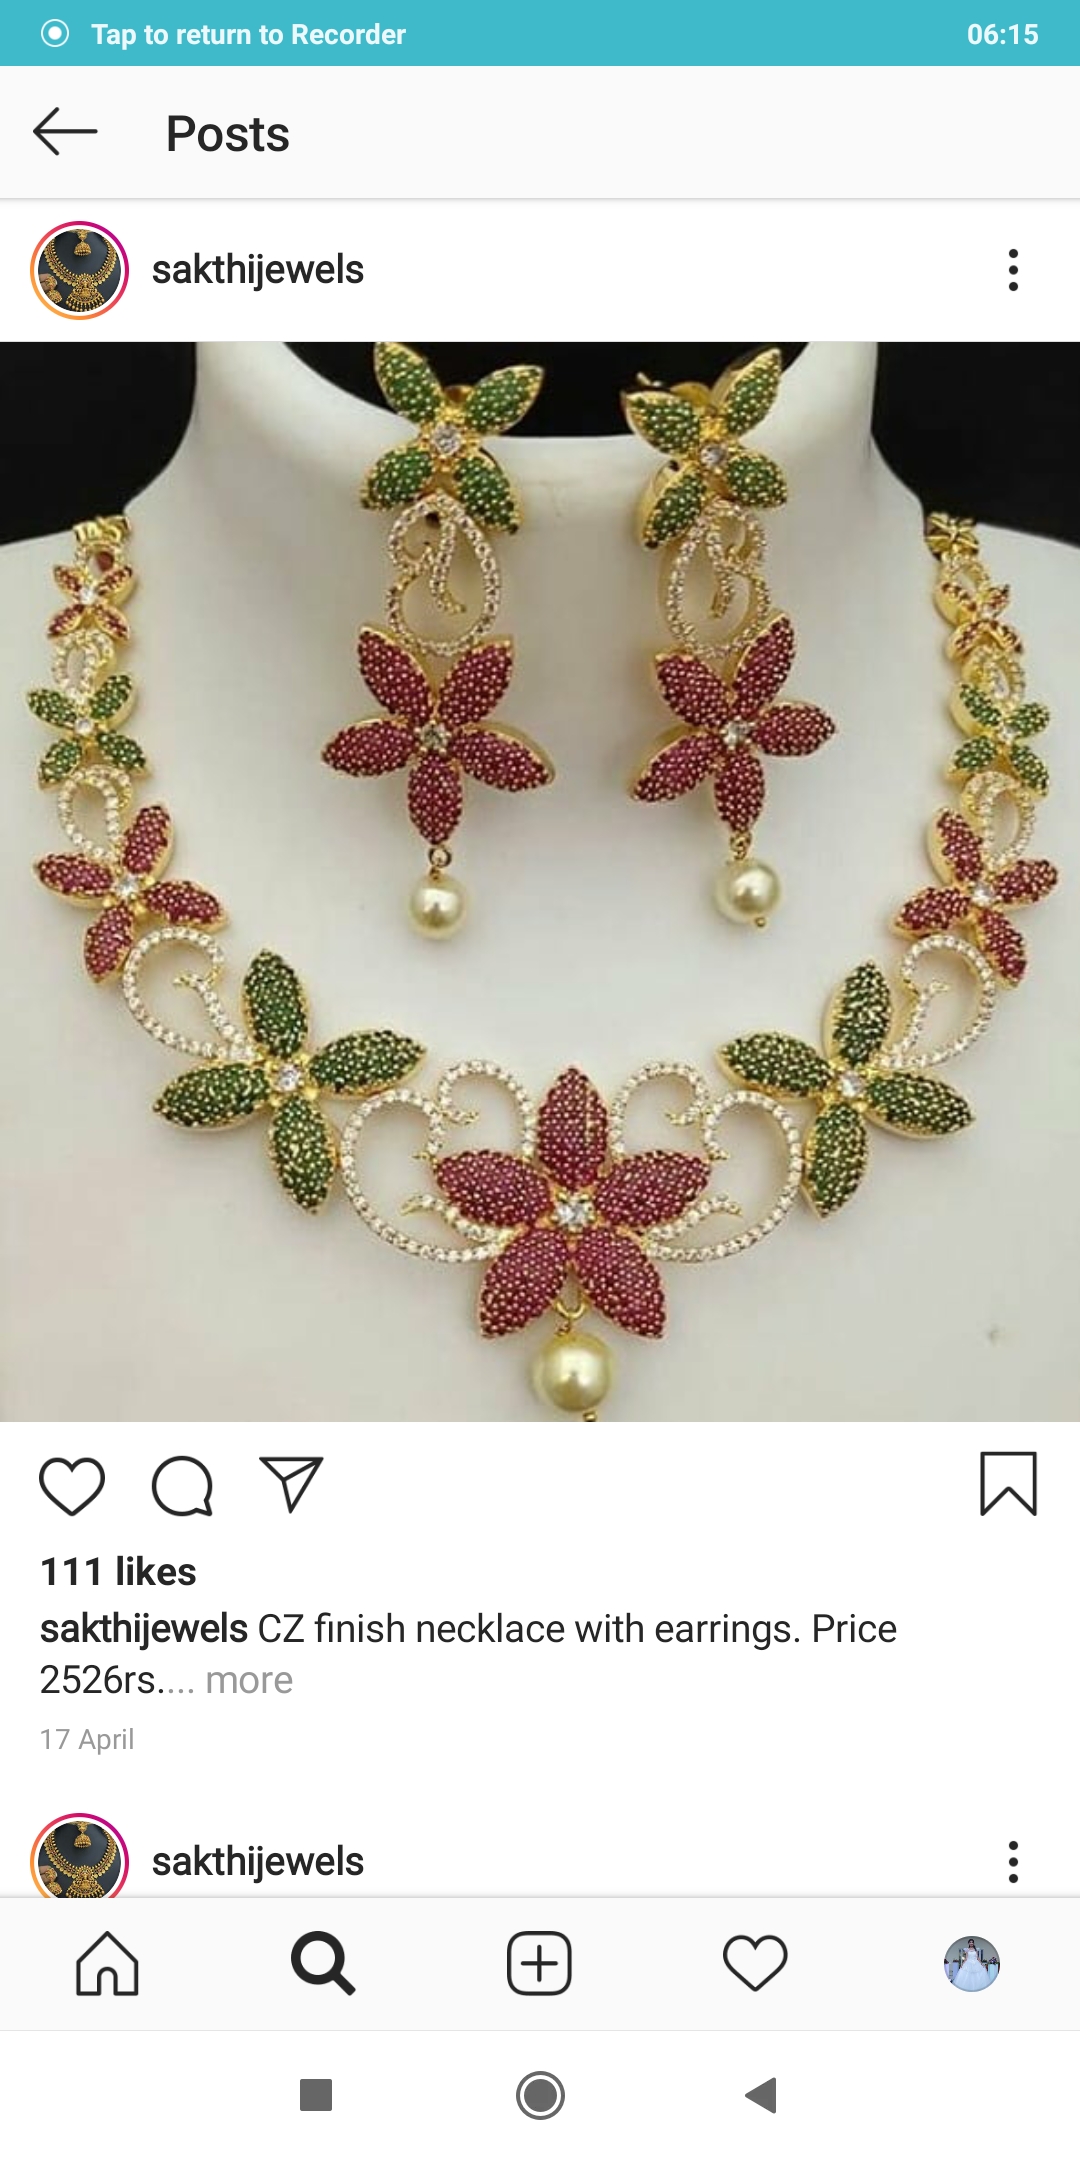 Tap to return to Recorder 06:15
Posts
sakthijewels
111 likes
sakthijewels CZ finish necklace with earrings. Price
2526rs.... more
17 April
sakthijewels